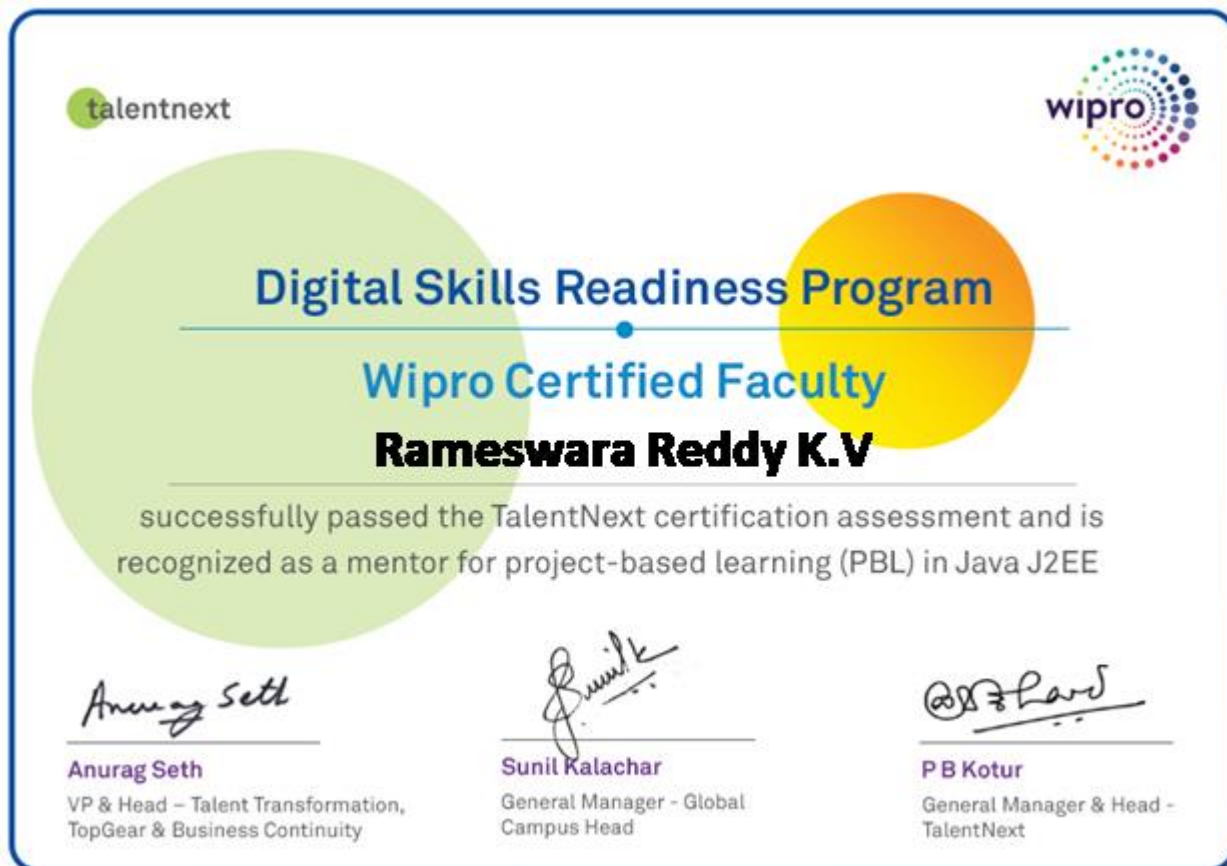 talentnext
wipro
Digital Skills Readiness Program
Wipro Certified Faculty
Rameswara Reddy K.V
successfully passed the TalentNext certification assessment and is
recognized as a mentor for project-based learning (PBL) in Java J2EE
Anurag Seth
Anurag Seth
VP & Head – Talent Transformation,
TopGear & Business Continuity
Sunil Kalachar
General Manager - Global
Campus Head
P B Kotur
General Manager & Head -
TalentNext